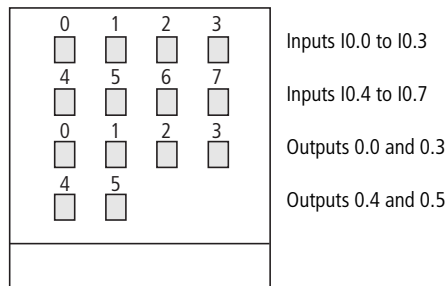 0 1 2 3 Inputs I0.0 to I0.3
4 5 6 7 Inputs I0.4 to I0.7
0 1 2 3 Outputs 0.0 and 0.3
4 5 Outputs 0.4 and 0.5